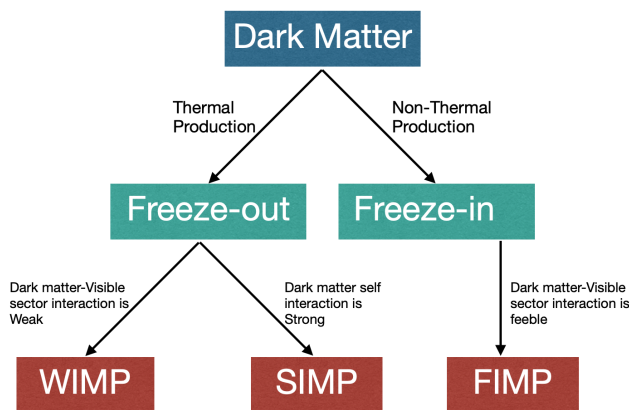 Dark Matter
Thermal
Production
Non-Thermal
Production
Freeze-out
Freeze-in
Dark matter-Visible
sector interaction is
Weak
Dark matter self
interaction is
Strong
Dark matter-Visible
sector interaction is
feeble
WIMP
SIMP
FIMP